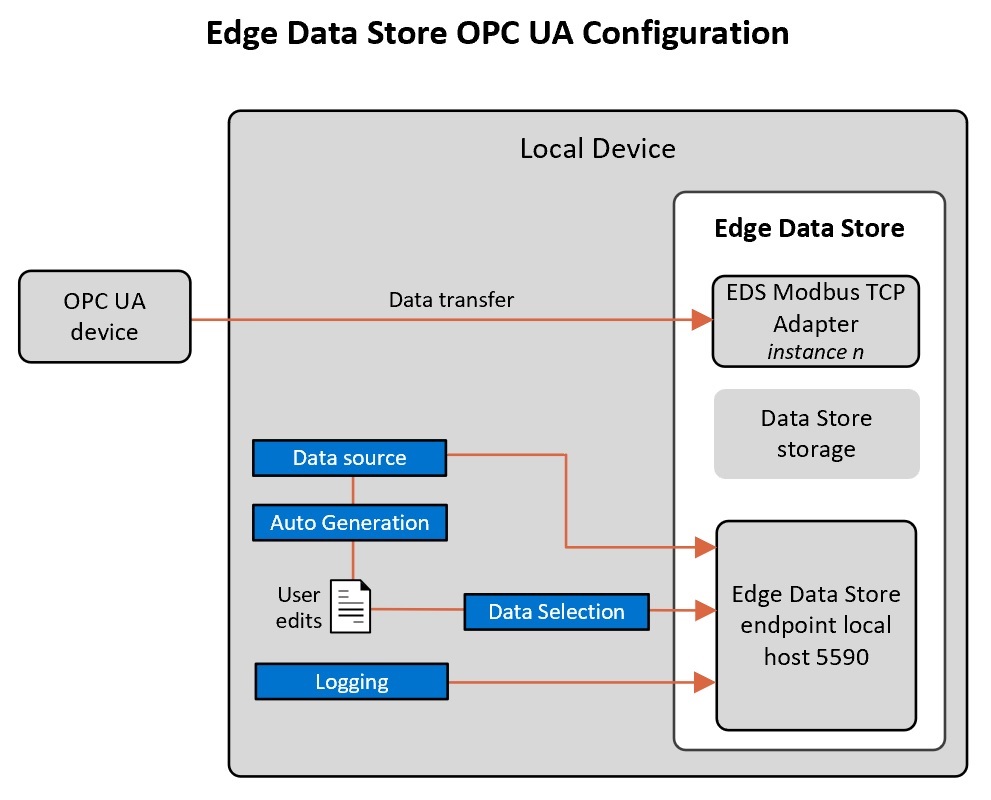 Edge Data Store OPC UA Configuration
Local Device
Edge Data Store
OPC UA
device
Data transfer
EDS Modbus TCP
Adapter
instance n
Data Store
storage
Data source
Auto Generation
User
edits
Data Selection
Logging
Edge Data Store
endpoint local
host 5590